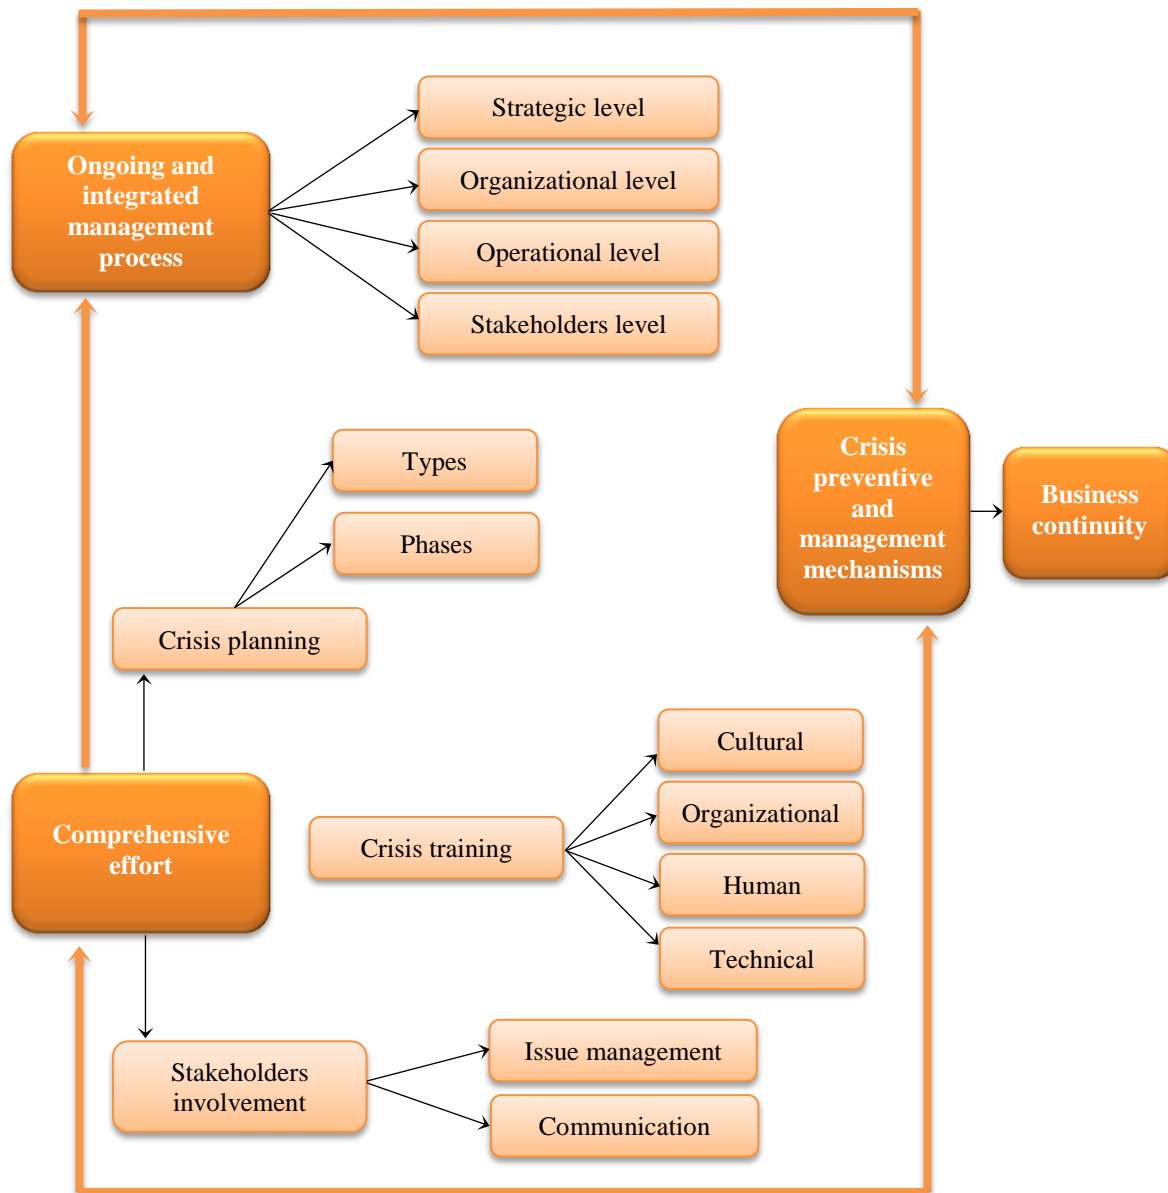 Strategic level
Ongoing and
integrated
management
process
Organizational level
Operational level
Stakeholders level
Crisis
preventive
and
management
mechanisms
Business
continuity
Types
Phases
Crisis planning
Comprehensive
effort
Crisis training
Cultural
Organizational
Human
Technical
Stakeholders
involvement
Issue management
Communication